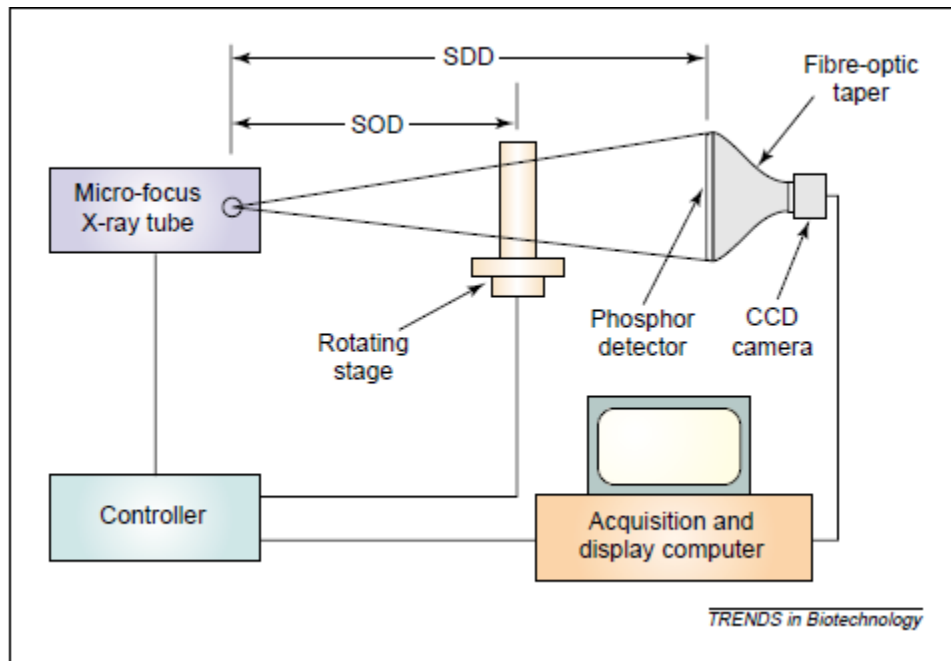 SDD
Fibre-optic
taper
SOD
Micro-focus
X-ray tube
Rotating
stage
Phosphor
detector
CCD
camera
Controller
Acquisition and
display computer
TRENDS in Biotechnology